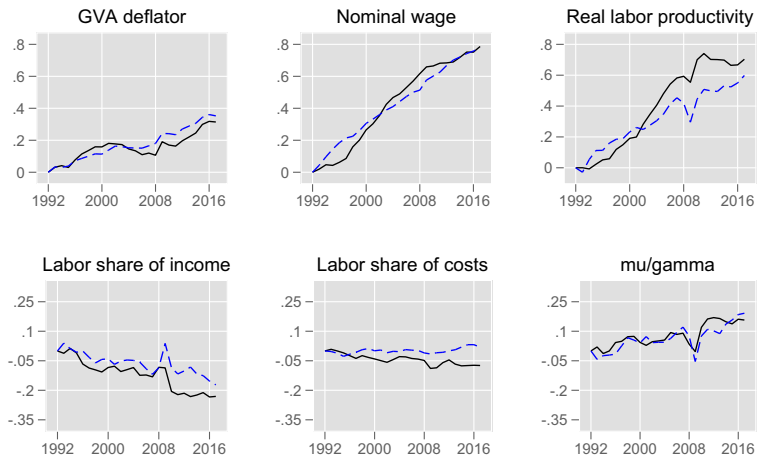 GVA deflator
.8
.6
.4
.2
0
1992 2000 2008 2016
Nominal wage
.8
.6
.4
.2
0
1992 2000 2008 2016
Real labor productivity
.8
.6
.4
.2
0
1992 2000 2008 2016
Labor share of income
.25
.1
-.05
-.2
-.35
1992 2000 2008 2016
Labor share of costs
.25
.1
-.05
-.2
-.35
1992 2000 2008 2016
mu/gamma
.25
.1
-.05
-.2
-.35
1992 2000 2008 2016